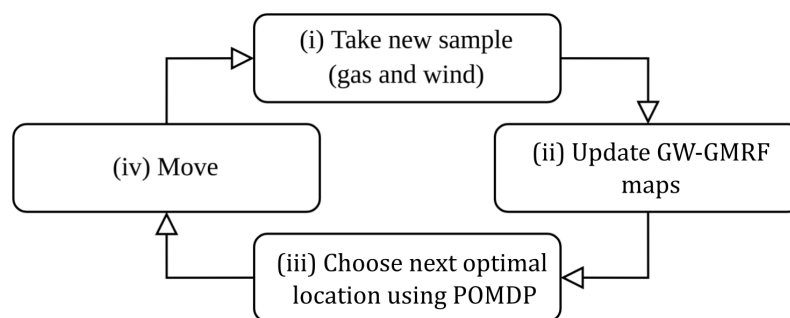 (i) Take new sample
(gas and wind)
(ii) Update GW-GMRF
maps
(iii) Choose next optimal
location using POMDP
(iv) Move